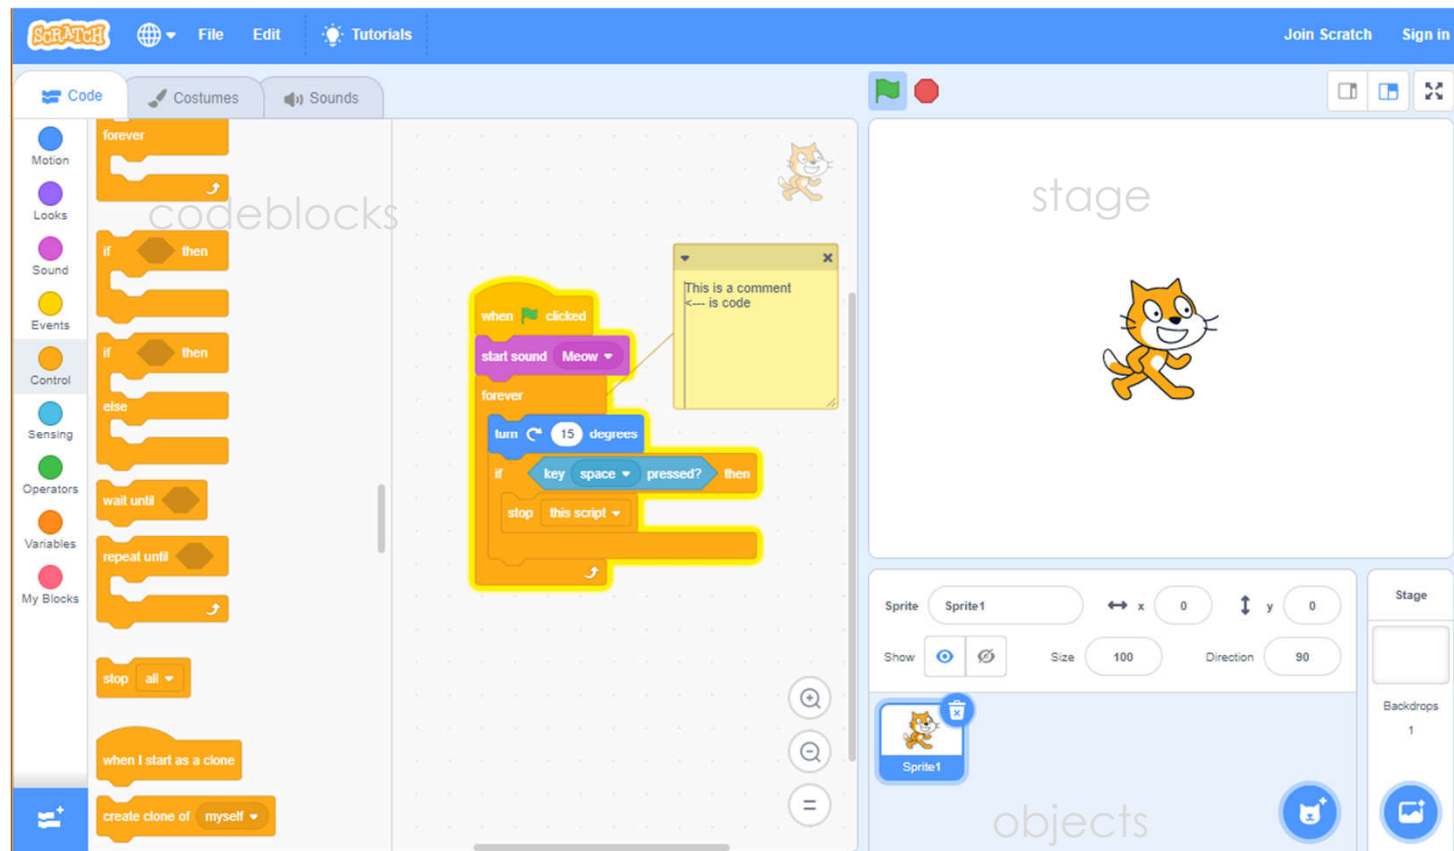 SCRATCH File Edit Tutorials Join Scratch Sign in
Code Costumes Sounds
Motion
Looks
Sound
Events
Control
Sensing
Operators
Variables
My Blocks
forever
codeblocks
if then
if then
else
wait until
repeat until
stop all
when I start as a clone
create clone of myself
when clicked
start sound Meow
forever
turn 15 degrees
if key space pressed? then
stop this script
This is a comment
<--- is code
stage
Sprite Sprite1 x 0 y 0
Show Size 100 Direction 90
Sprite1
objects
Stage
Backdrops
1